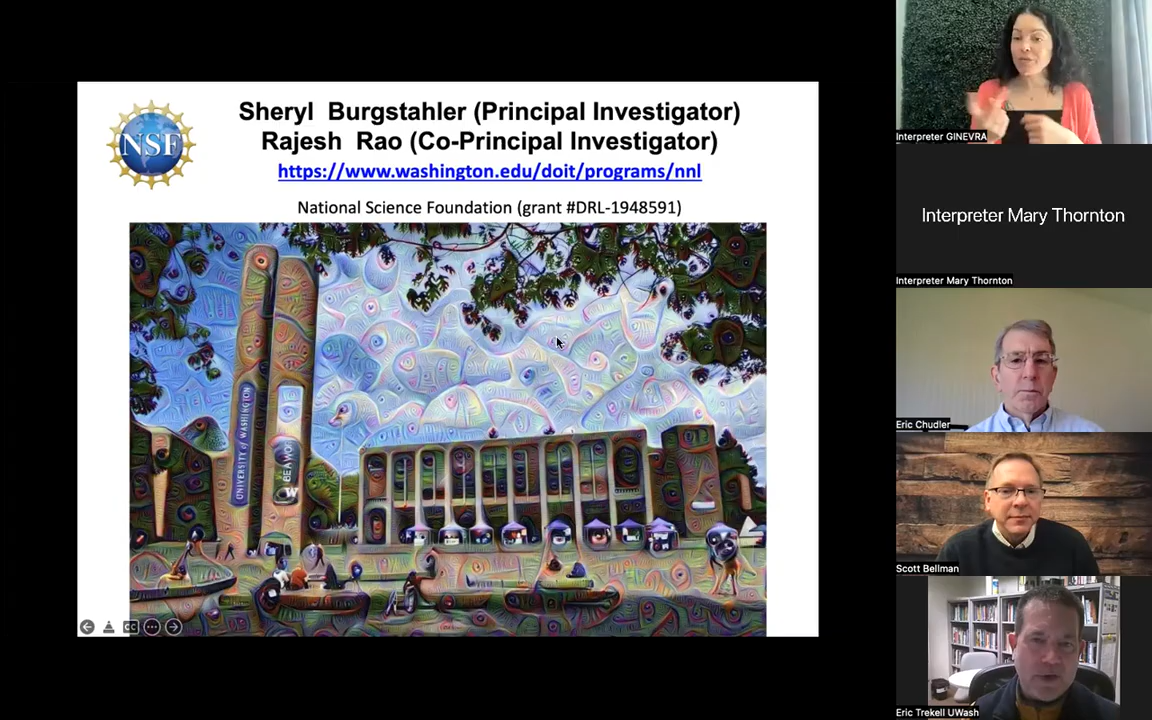 NSF
Sheryl Burgstahler (Principal Investigator)
Rajesh Rao (Co-Principal Investigator)
https://www.washington.edu/doit/programs/nnl
National Science Foundation (grant #DRL-1948591)
UNIVERSITY of WASHINGTON
W
CC
Interpreter GINEVRA
Interpreter Mary Thornton
Interpreter Mary Thornton
Eric Chudler
Scott Bellman
Eric Trekell UWash